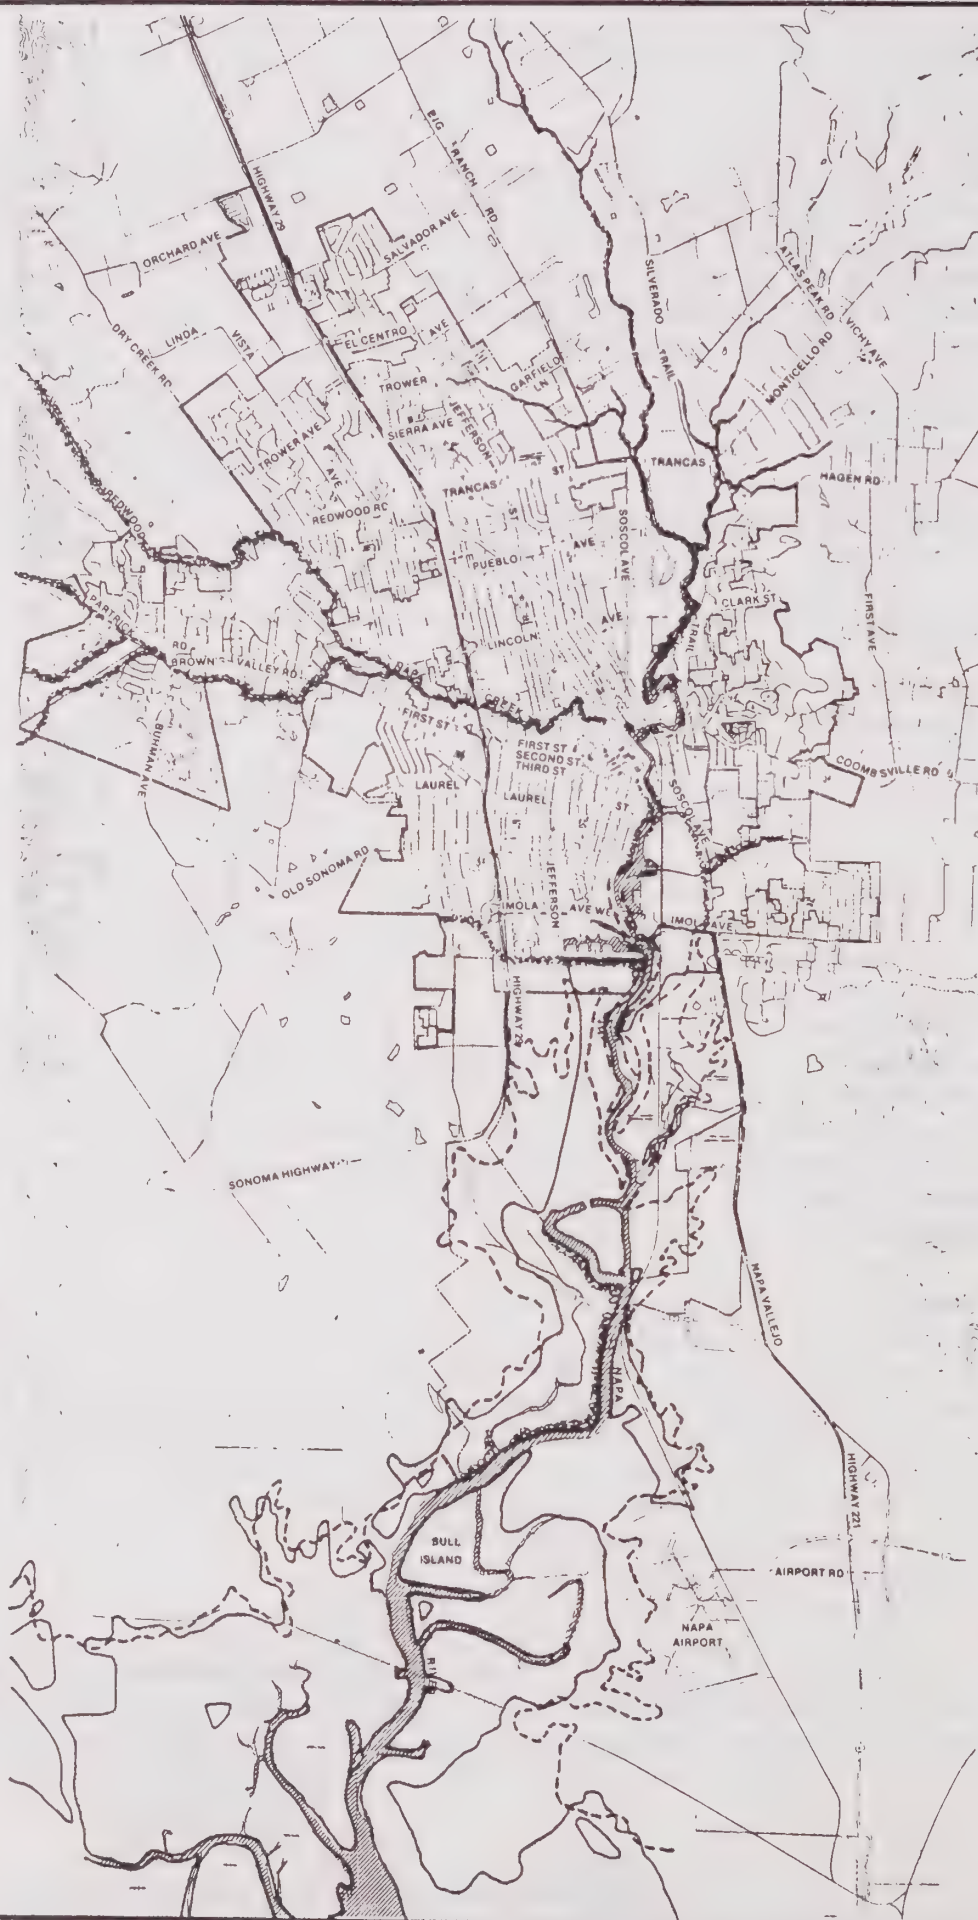 BIG RANCH RD
HIGHWAY 29
ORCHARD AVE
SALVADOR AVE
SILVERADO TRAIL
ATLAS PEAK RD
VICHY AVE
MONTICELLO RD
DRY CREEK RD
LINDA VISTA
EL CENTRO AVE
GARFIELD LN
TROWER
JEFFERSON
SIERRA AVE
TROWER AVE
AVE
TRANCAS ST
TRANCAS
HAGEN RD
REDWOOD RD
REDWOOD
ST
SOSCOL AVE
PUEBLO AVE
CLARK ST
FIRST AVE
PARTRICK RD
LINCOLN AVE
TRAIL
BROWN'S VALLEY RD
NAPA CREEK
BUHMAN AVE
FIRST ST
FIRST ST
SECOND ST
THIRD ST
COOMBSVILLE RD
LAUREL
LAUREL ST
SOSCOL AVE
OLD SONOMA RD
JEFFERSON
IMOLA AVE
IMOLA AVE
HIGHWAY 29
SONOMA HIGHWAY
NAPA VALLEJO
NAPA
HIGHWAY 221
BULL
ISLAND
AIRPORT RD
NAPA
AIRPORT